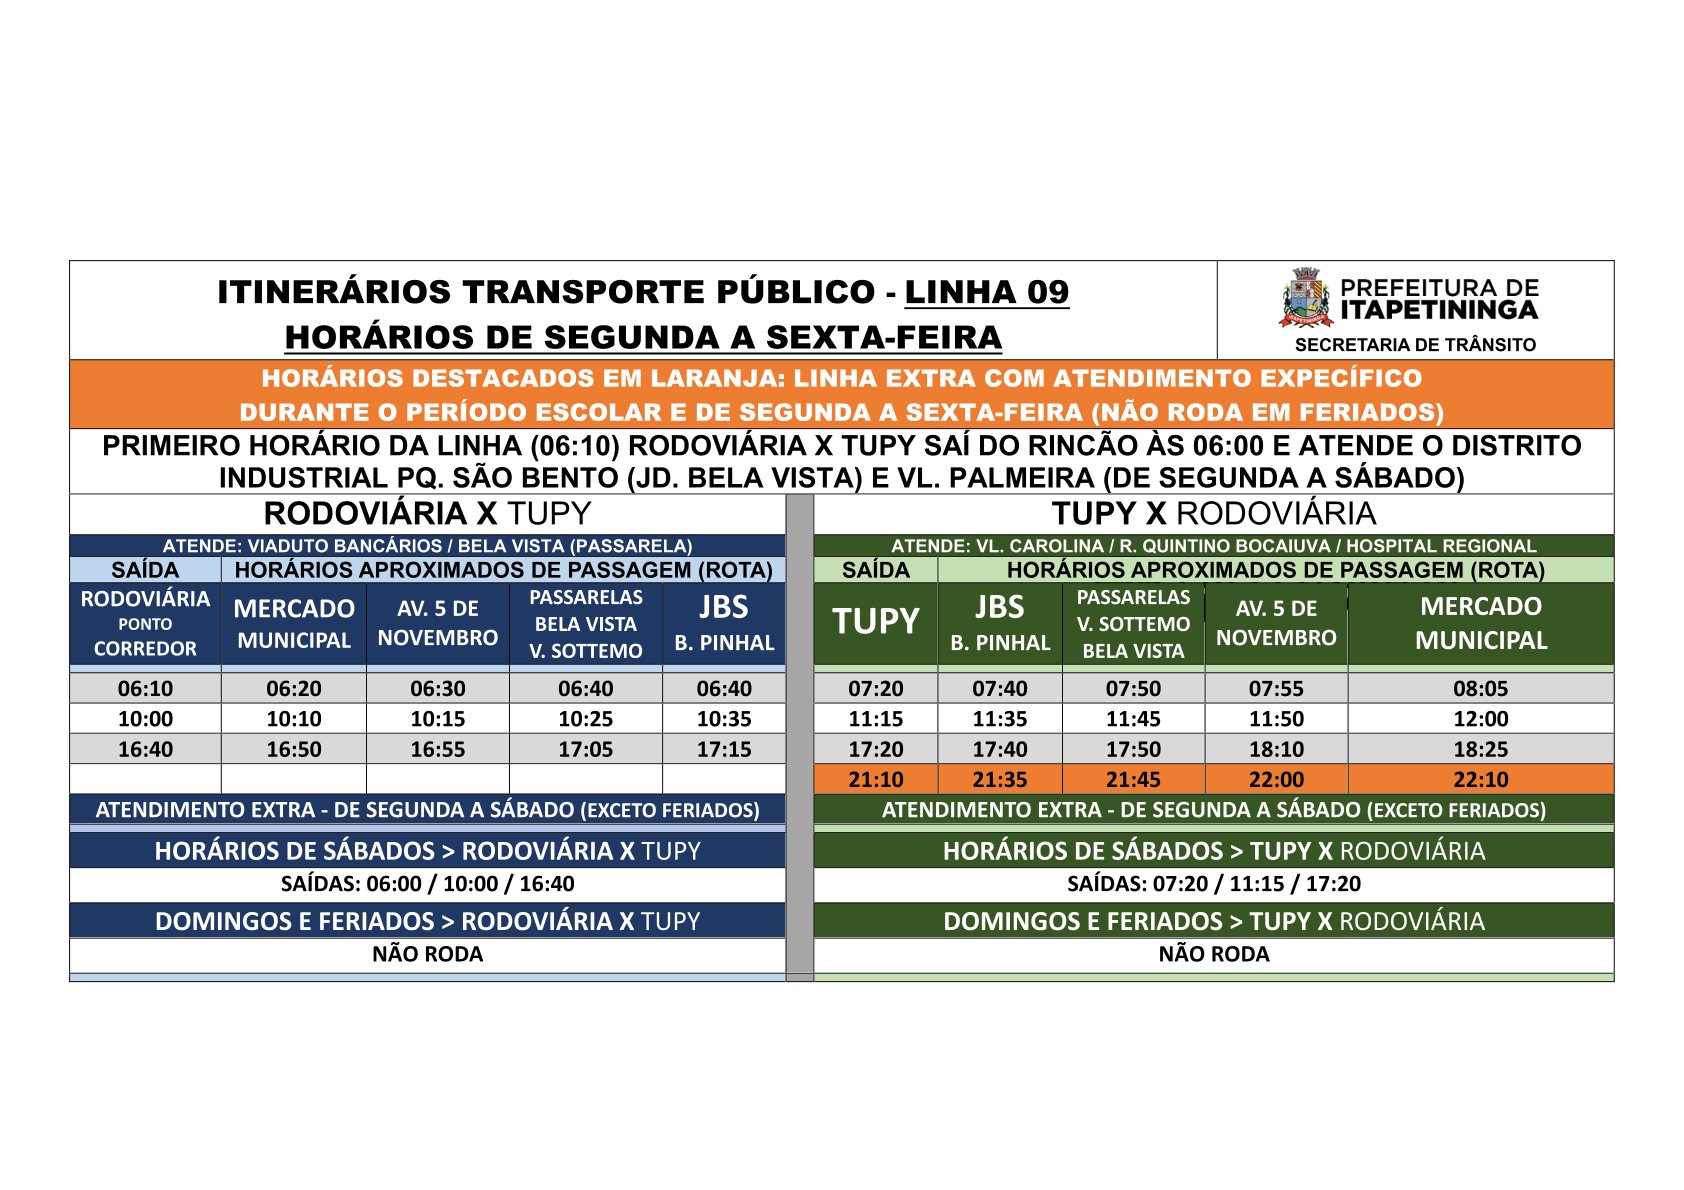 ITINERÁRIOS TRANSPORTE PÚBLICO - LINHA 09
HORÁRIOS DE SEGUNDA A SEXTA-FEIRA
PREFEITURA DE
ITAPETININGA
SECRETARIA DE TRÂNSITO
HORÁRIOS DESTACADOS EM LARANJA: LINHA EXTRA COM ATENDIMENTO EXPECÍFICO
DURANTE O PERÍODO ESCOLAR E DE SEGUNDA A SEXTA-FEIRA (NÃO RODA EM FERIADOS)
PRIMEIRO HORÁRIO DA LINHA (06:10) RODOVIÁRIA X TUPY SAÍ DO RINCÃO ÀS 06:00 E ATENDE O DISTRITO
INDUSTRIAL PQ. SÃO BENTO (JD. BELA VISTA) E VL. PALMEIRA (DE SEGUNDA A SÁBADO)
RODOVIÁRIA X TUPY
ATENDE: VIADUTO BANCÁRIOS / BELA VISTA (PASSARELA)
SAÍDA HORÁRIOS APROXIMADOS DE PASSAGEM (ROTA)
RODOVIÁRIA
PONTO
CORREDOR
MERCADO
MUNICIPAL
AV. 5 DE
NOVEMBRO
PASSARELAS
BELA VISTA
V. SOTTEMO
JBS
B. PINHAL
06:10 06:20 06:30 06:40 06:40
10:00 10:10 10:15 10:25 10:35
16:40 16:50 16:55 17:05 17:15
ATENDIMENTO EXTRA - DE SEGUNDA A SÁBADO (EXCETO FERIADOS)
HORÁRIOS DE SÁBADOS > RODOVIÁRIA X TUPY
SAÍDAS: 06:00 / 10:00 / 16:40
DOMINGOS E FERIADOS > RODOVIÁRIA X TUPY
NÃO RODA
TUPY X RODOVIÁRIA
ATENDE: VL. CAROLINA / R. QUINTINO BOCAIUVA / HOSPITAL REGIONAL
SAÍDA HORÁRIOS APROXIMADOS DE PASSAGEM (ROTA)
TUPY
JBS
B. PINHAL
PASSARELAS
V. SOTTEMO
BELA VISTA
AV. 5 DE
NOVEMBRO
MERCADO
MUNICIPAL
07:20 07:40 07:50 07:55 08:05
11:15 11:35 11:45 11:50 12:00
17:20 17:40 17:50 18:10 18:25
21:10 21:35 21:45 22:00 22:10
ATENDIMENTO EXTRA - DE SEGUNDA A SÁBADO (EXCETO FERIADOS)
HORÁRIOS DE SÁBADOS > TUPY X RODOVIÁRIA
SAÍDAS: 07:20 / 11:15 / 17:20
DOMINGOS E FERIADOS > TUPY X RODOVIÁRIA
NÃO RODA